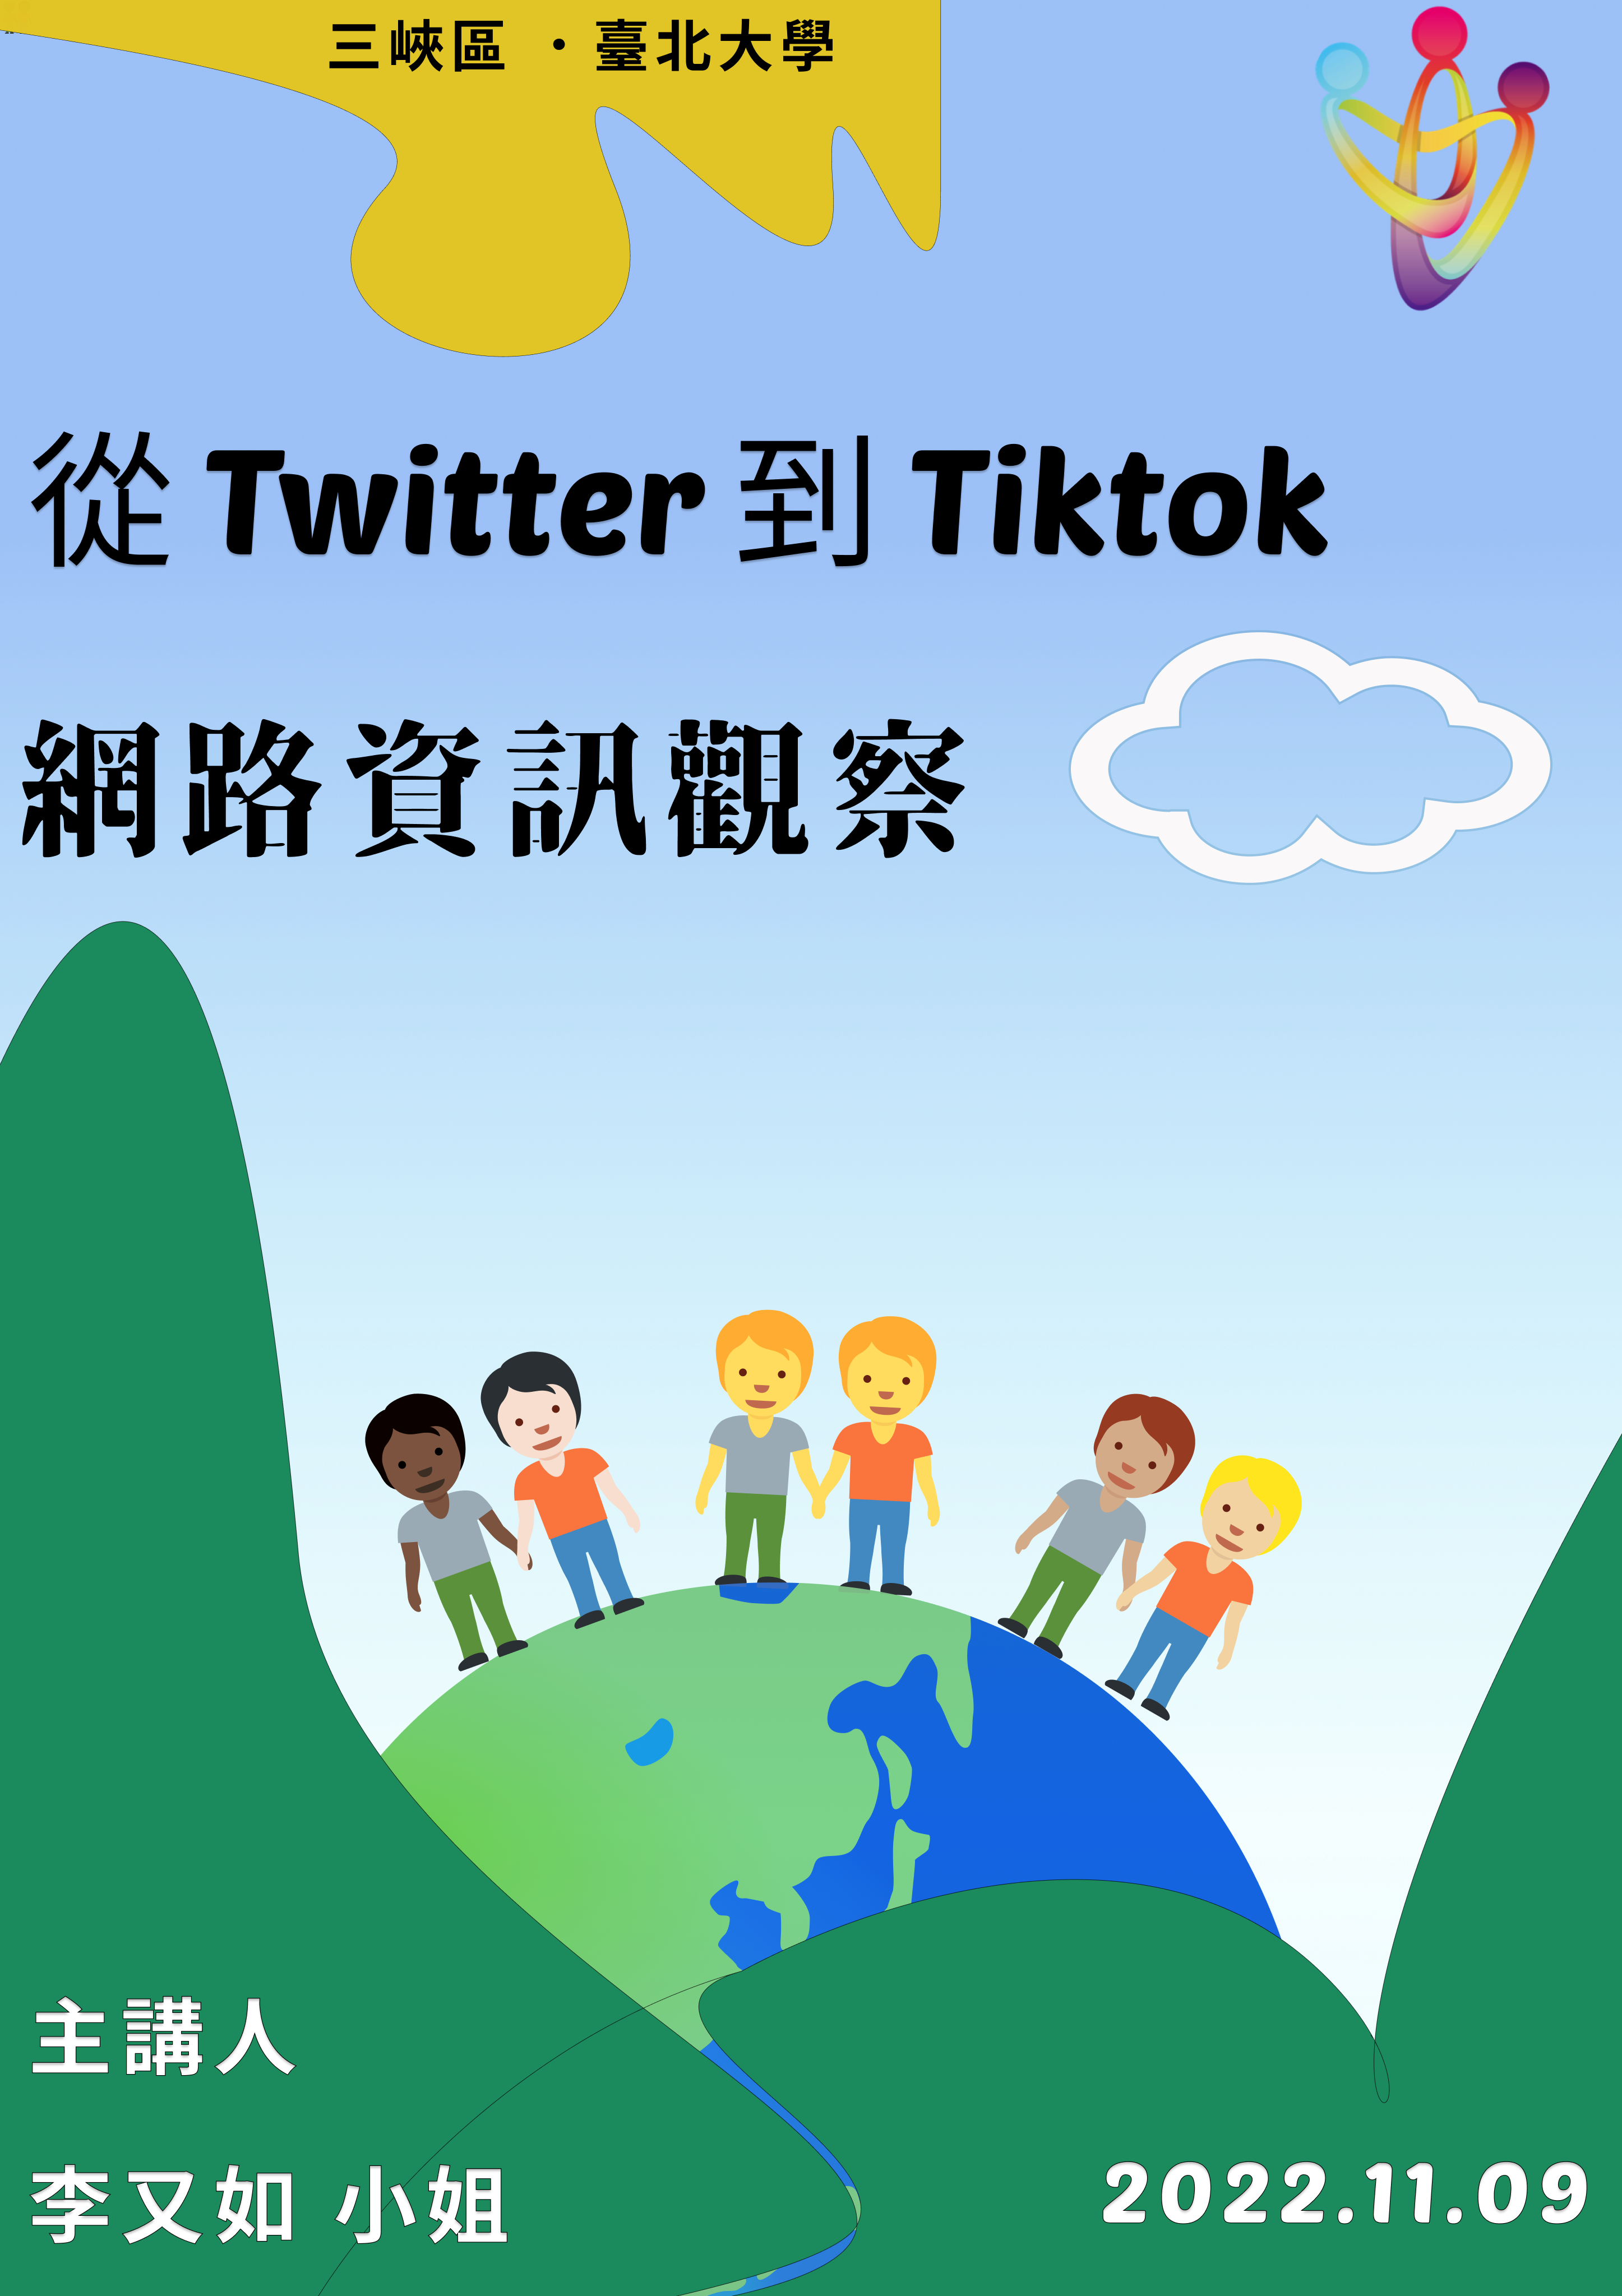 三峽區 ·臺北大學
從 Twitter 到 Tiktok
網路資訊觀察
主講人
李又如 小姐
2022.11.09